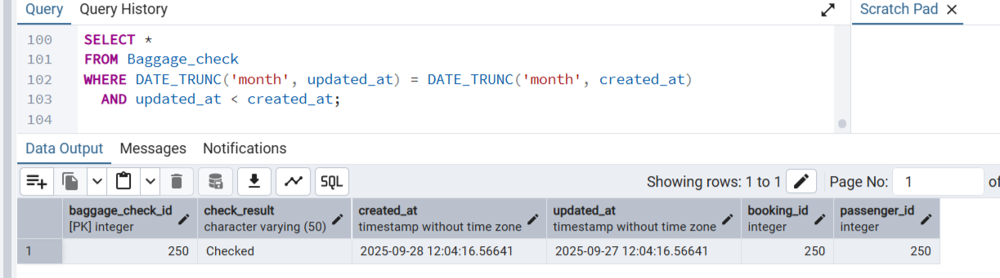 Query Query History Scratch Pad ×
100 SELECT *
101 FROM Baggage_check
102 WHERE DATE_TRUNC('month', updated_at) = DATE_TRUNC('month', created_at)
103 AND updated_at < created_at;
104
Data Output Messages Notifications
SQL Showing rows: 1 to 1 Page No: 1 of
baggage_check_id check_result created_at updated_at booking_id passenger_id
[PK] integer character varying (50) timestamp without time zone timestamp without time zone integer integer
1 250 Checked 2025-09-28 12:04:16.56641 2025-09-27 12:04:16.56641 250 250